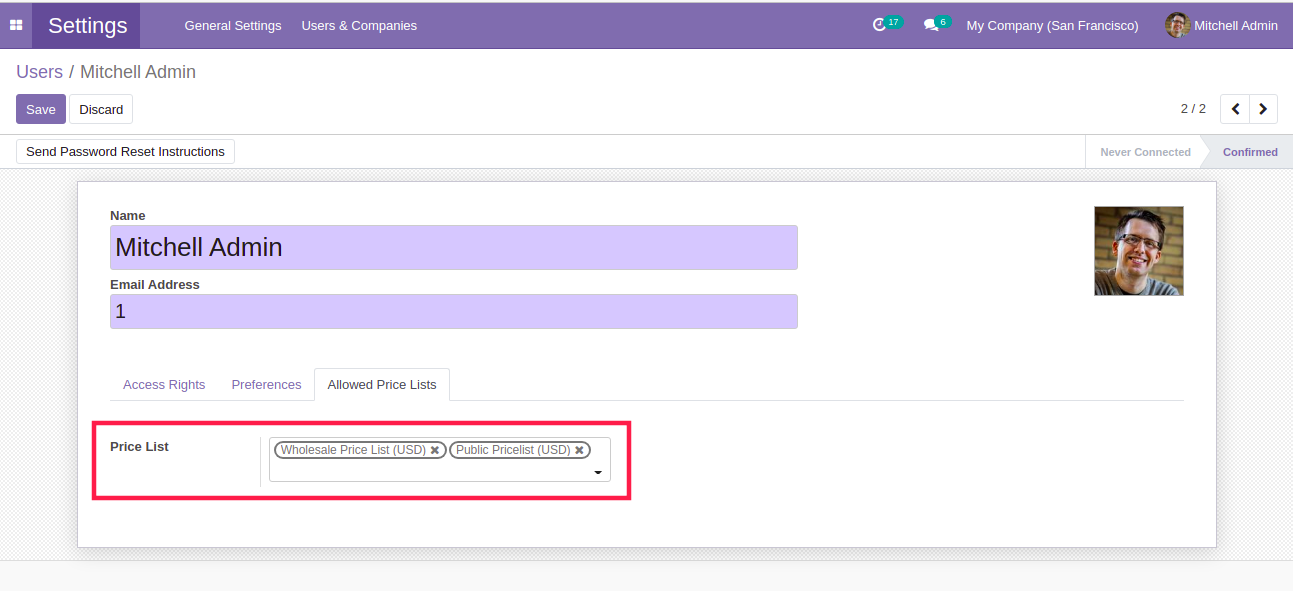 Settings General Settings Users & Companies 17 6 My Company (San Francisco) Mitchell Admin
Users / Mitchell Admin
Save Discard 2 / 2
Send Password Reset Instructions Never Connected Confirmed
Name
Mitchell Admin
Email Address
1
Access Rights Preferences Allowed Price Lists
Price List Wholesale Price List (USD) Public Pricelist (USD)